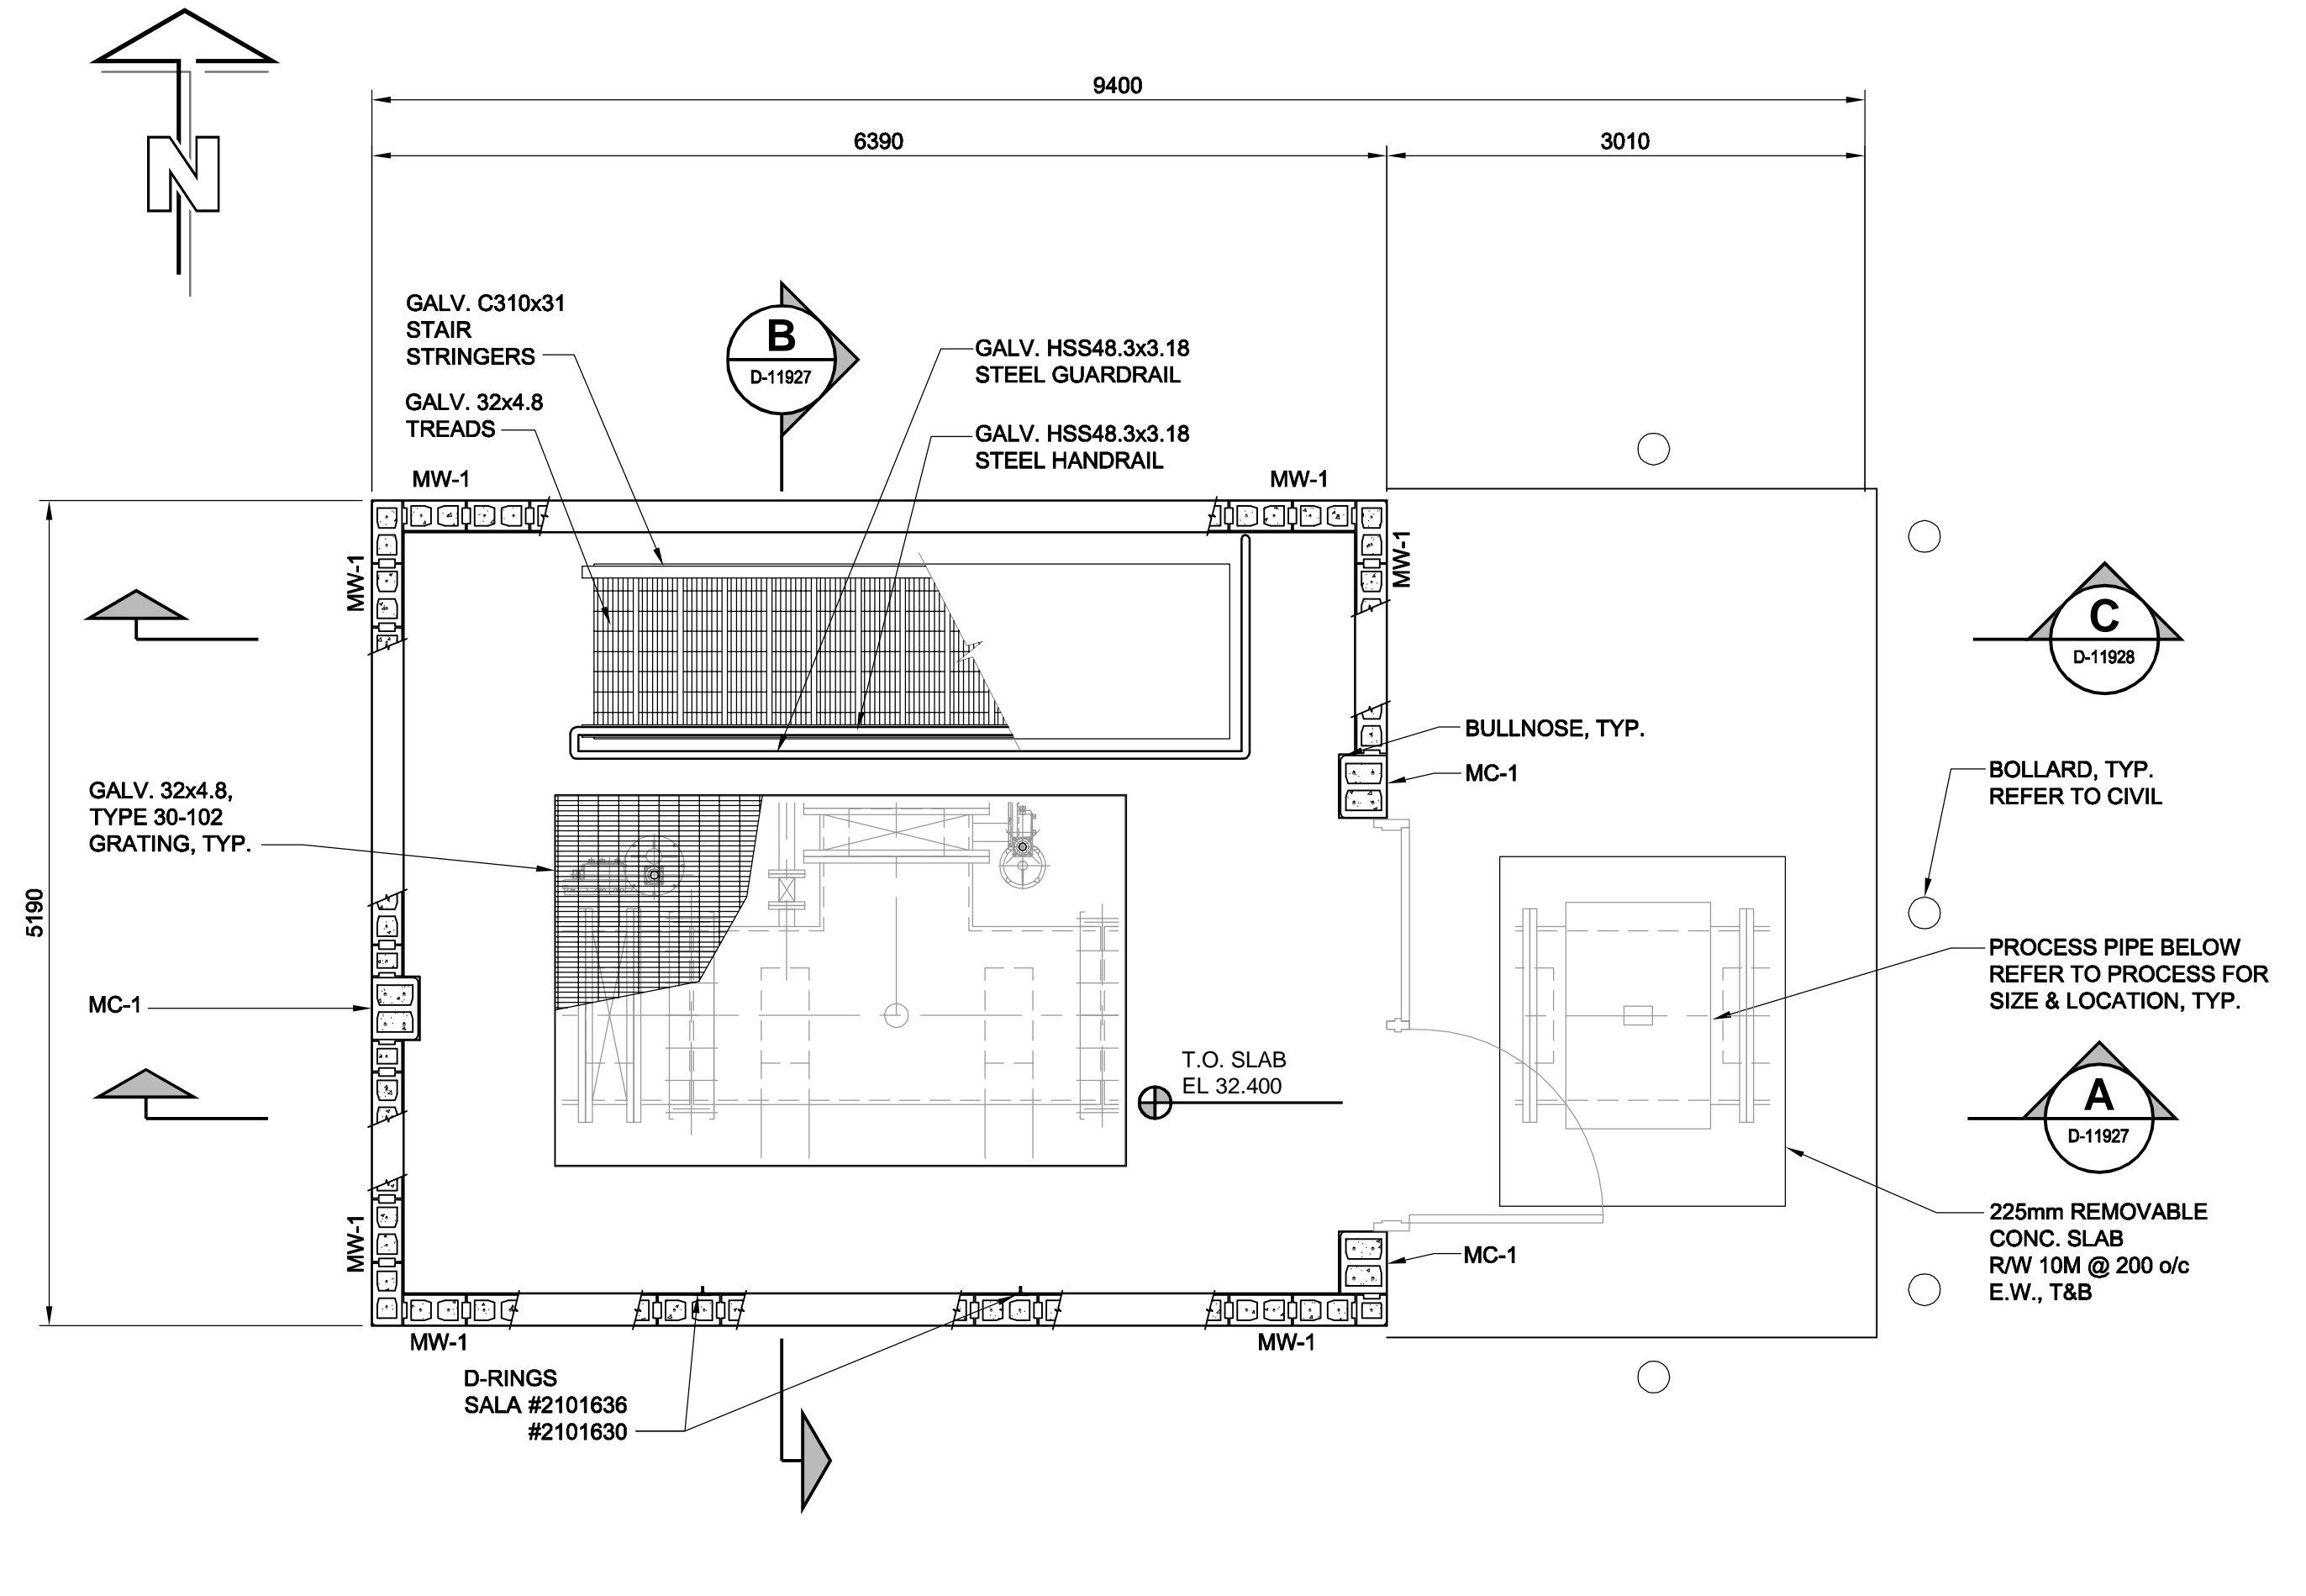 N
9400
6390
3010
GALV. C310x31
STAIR
STRINGERS
GALV. 32x4.8
TREADS
B
D-11927
GALV. HSS48.3x3.18
STEEL GUARDRAIL
GALV. HSS48.3x3.18
STEEL HANDRAIL
MW-1
MW-1
MW-1
MW-1
C
D-11928
BULLNOSE, TYP.
MC-1
BOLLARD, TYP.
REFER TO CIVIL
GALV. 32x4.8,
TYPE 30-102
GRATING, TYP.
5190
PROCESS PIPE BELOW
REFER TO PROCESS FOR
SIZE & LOCATION, TYP.
MC-1
T.O. SLAB
EL 32.400
A
D-11927
225mm REMOVABLE
CONC. SLAB
R/W 10M @ 200 o/c
E.W., T&B
MW-1
MC-1
MW-1
MW-1
D-RINGS
SALA #2101636
#2101630